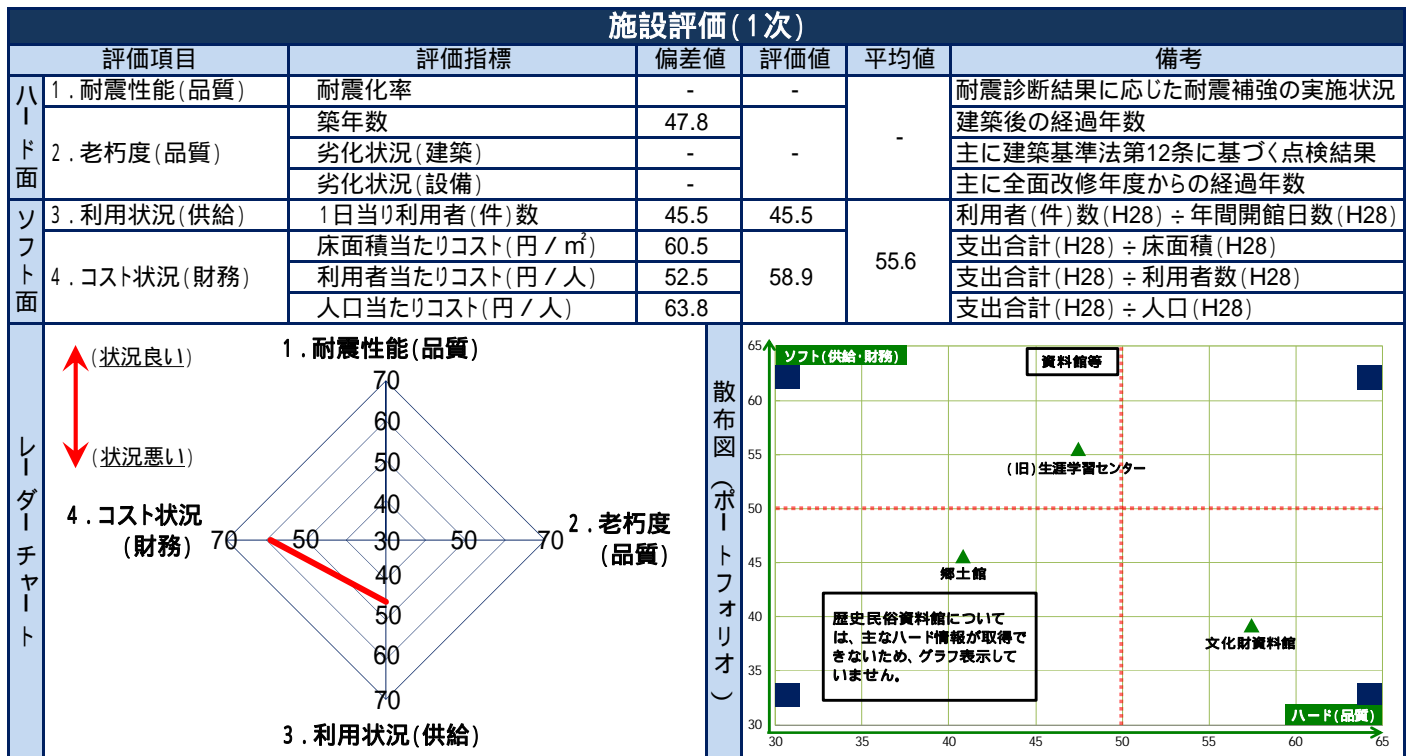 施設評価(1次)
評価項目 評価指標 偏差値 評価値 平均値 備考
ハード面
1.耐震性能(品質) 耐震化率 - - - 耐震診断結果に応じた耐震補強の実施状況
2.老朽度(品質) 築年数 47.8 - 建築後の経過年数
劣化状況(建築) - 主に建築基準法第12条に基づく点検結果
劣化状況(設備) - 主に全面改修年度からの経過年数
ソフト面
3.利用状況(供給) 1日当り利用者(件)数 45.5 45.5 55.6 利用者(件)数(H28)÷年間開館日数(H28)
4.コスト状況(財務) 床面積当たりコスト(円/㎡) 60.5 58.9 支出合計(H28)÷床面積(H28)
利用者当たりコスト(円/人) 52.5 支出合計(H28)÷利用者数(H28)
人口当たりコスト(円/人) 63.8 支出合計(H28)÷人口(H28)
レーダーチャート
(状況良い)
(状況悪い)
1.耐震性能(品質)
70
60
50
40
4.コスト状況
(財務)
70 50 30 50 70
2.老朽度
(品質)
40
50
60
70
3.利用状況(供給)
散布図(ポートフォリオ)
ソフト(供給・財務)
資料館等
65
60
55
50
45
40
35
30
(旧)生涯学習センター
郷土館
文化財資料館
歴史民俗資料館について
は、主なハード情報が取得で
きないため、グラフ表示して
いません。
ハード(品質)
30 35 40 45 50 55 60 65